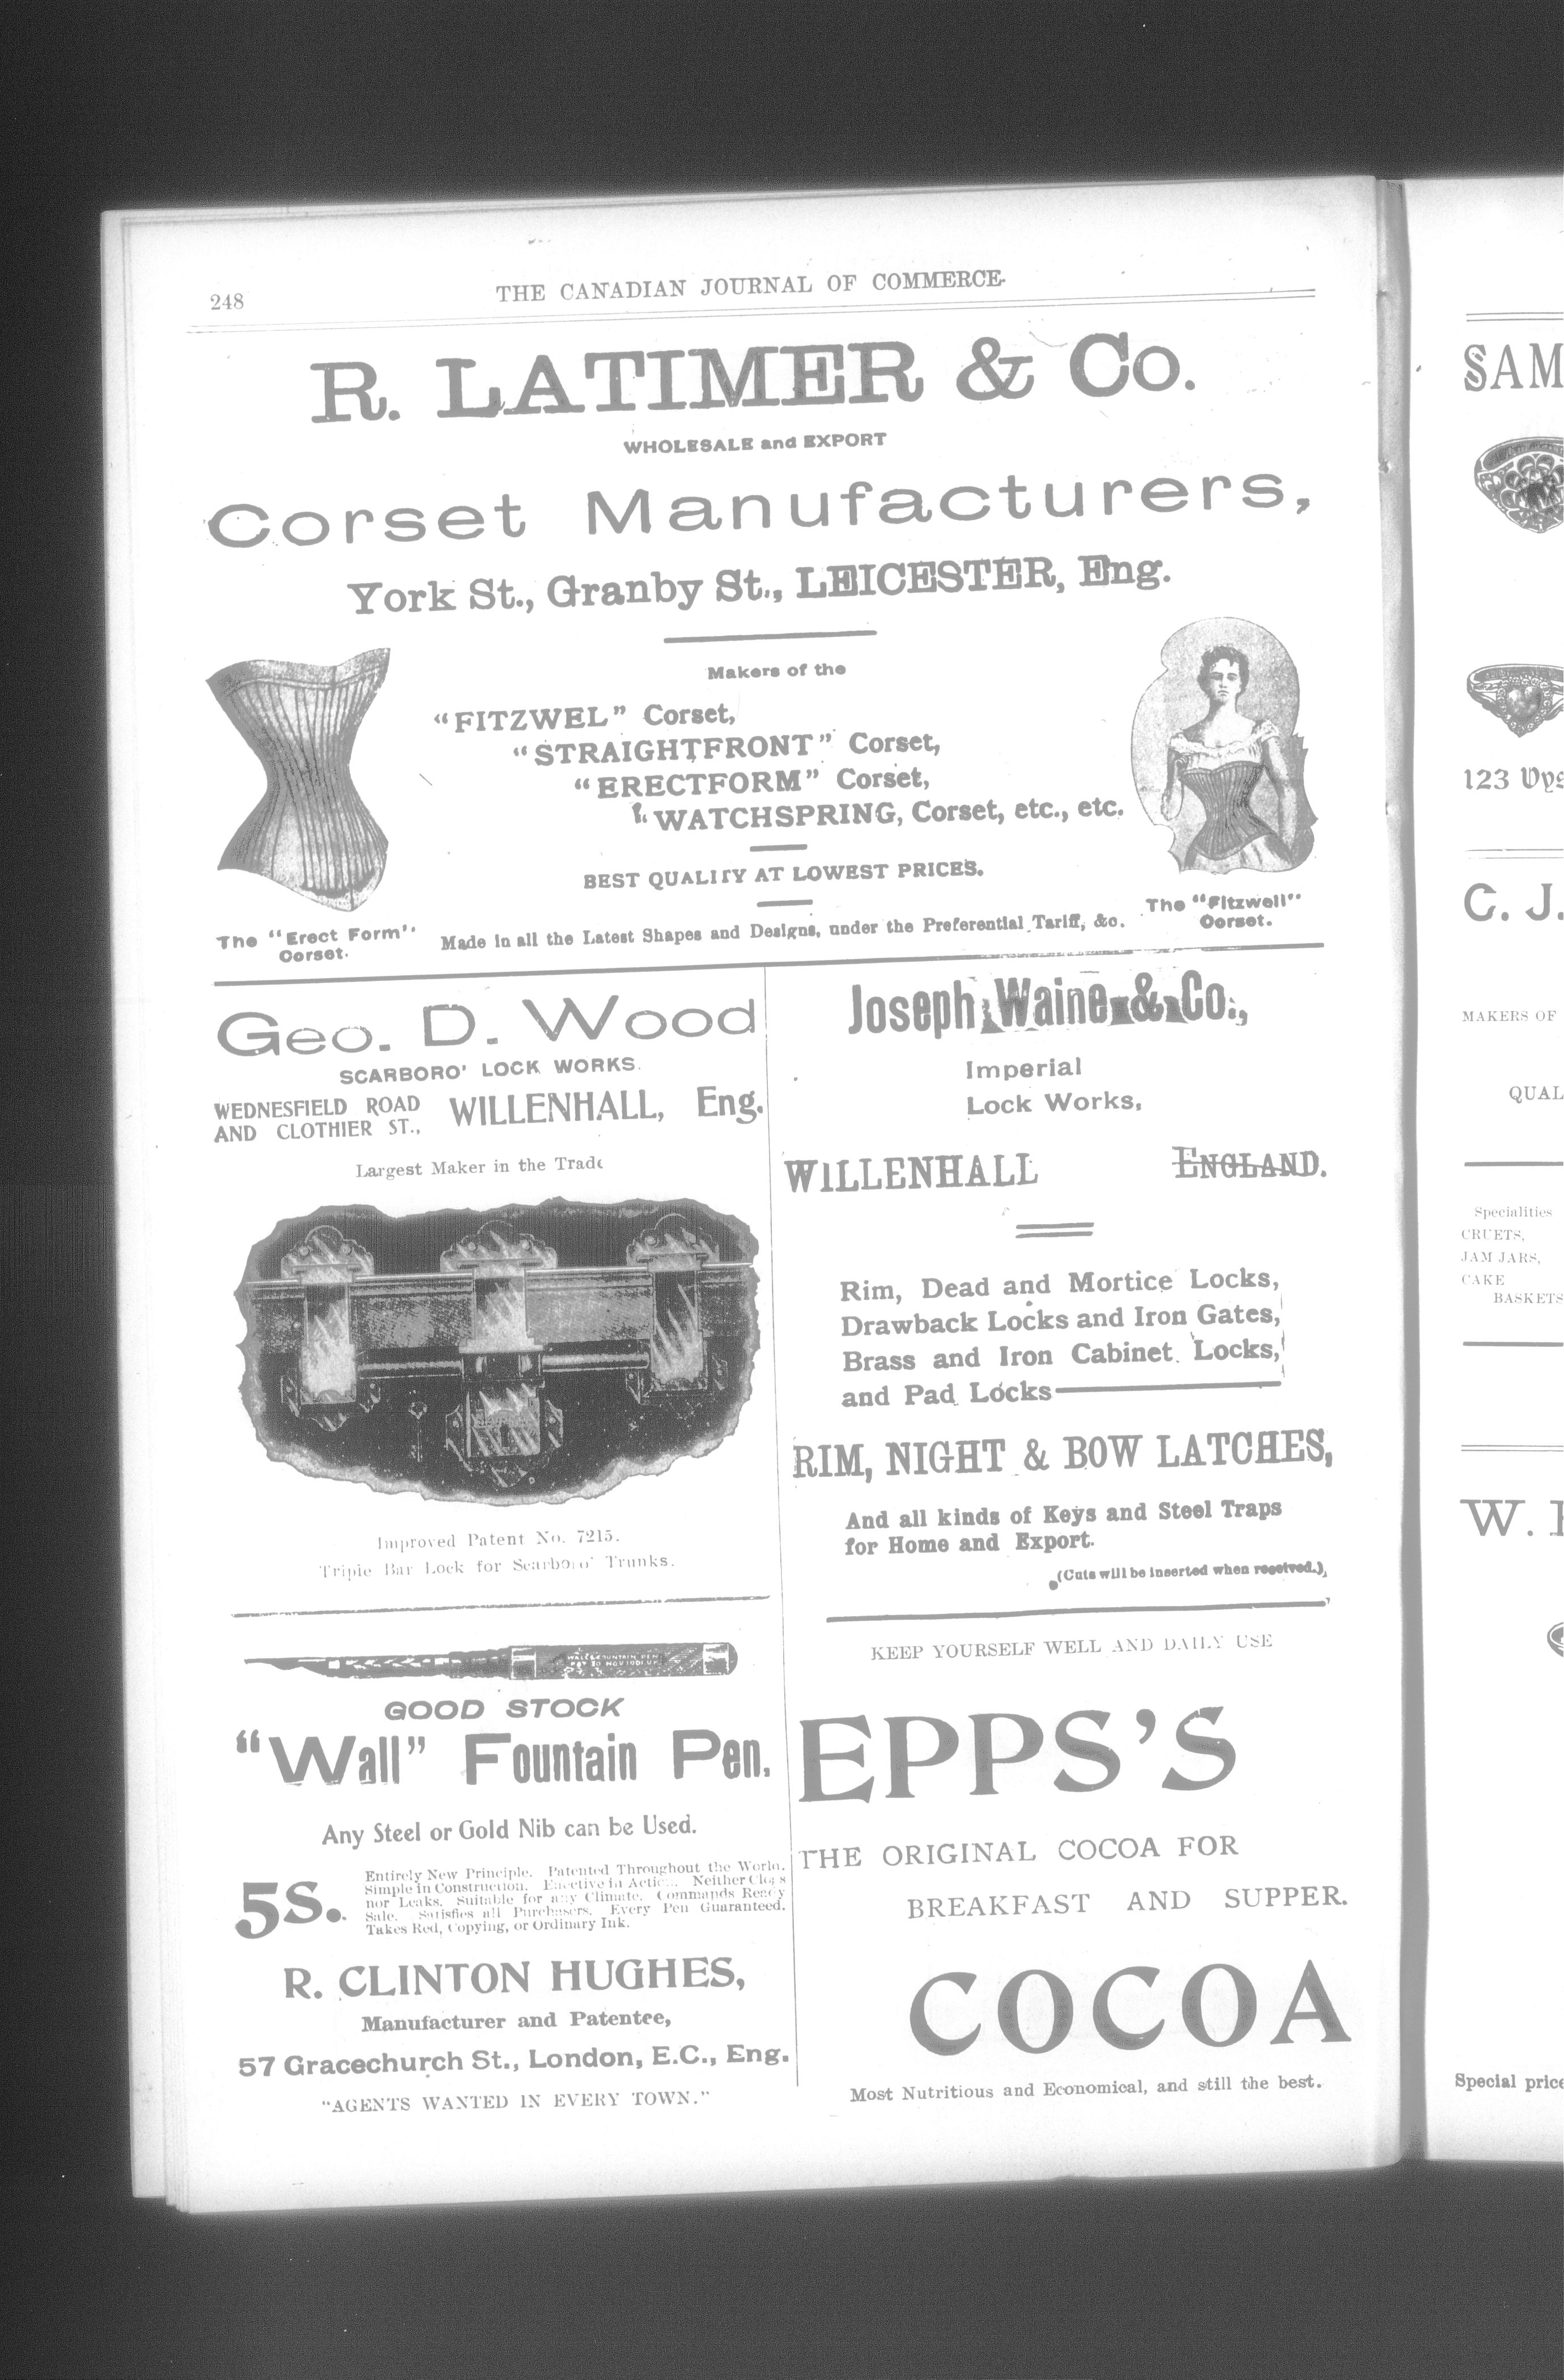 248
THE CANADIAN JOURNAL OF COMMERCE.
R. LATIMER & Co.
WHOLESALE and EXPORT
Corset Manufacturers,
York St., Granby St., LEICESTER, Eng.
Makers of the
"FITZWEL" Corset,
"STRAIGHTFRONT" Corset,
"ERECTFORM" Corset,
"WATCHSPRING, Corset, etc., etc.
BEST QUALITY AT LOWEST PRICES.
Made in all the Latest Shapes and Designs, under the Preferential Tariff, &c.
The "Erect Form"
Corset.
The "Fitzwell"
Corset.
Geo. D. Wood
SCARBORO' LOCK WORKS.
WEDNESFIELD ROAD
AND CLOTHIER ST.,
WILLENHALL, Eng.
Largest Maker in the Trade
Improved Patent No. 7215.
Triple Bar Lock for Scarboro' Trunks.
Joseph Waine & Co.,
Imperial
Lock Works,
WILLENHALL ENGLAND.
Rim, Dead and Mortice Locks,
Drawback Locks and Iron Gates,
Brass and Iron Cabinet Locks,
and Pad Locks
RIM, NIGHT & BOW LATCHES,
And all kinds of Keys and Steel Traps
for Home and Export.
(Cuts will be inserted when received.)
WALL FOUNTAIN PEN
GOOD STOCK
"Wall" Fountain Pen.
Any Steel or Gold Nib can be Used.
5S.
Entirely New Principle. Patented Throughout the World.
Simple in Construction. Effective in Action. Neither Clogs
nor Leaks. Suitable for any Climate. Commands Ready
Sale. Satisfies all Purchasers. Every Pen Guaranteed.
Takes Red, Copying, or Ordinary Ink.
R. CLINTON HUGHES,
Manufacturer and Patentee,
57 Gracechurch St., London, E.C., Eng.
"AGENTS WANTED IN EVERY TOWN."
KEEP YOURSELF WELL AND DAILY USE
EPPS'S
THE ORIGINAL COCOA FOR
BREAKFAST AND SUPPER.
COCOA
Most Nutritious and Economical, and still the best.
SAM
123 Vys
C. J.
MAKERS OF
QUAL
Specialities
CRUETS,
JAM JARS,
CAKE
BASKETS
W.
Special price